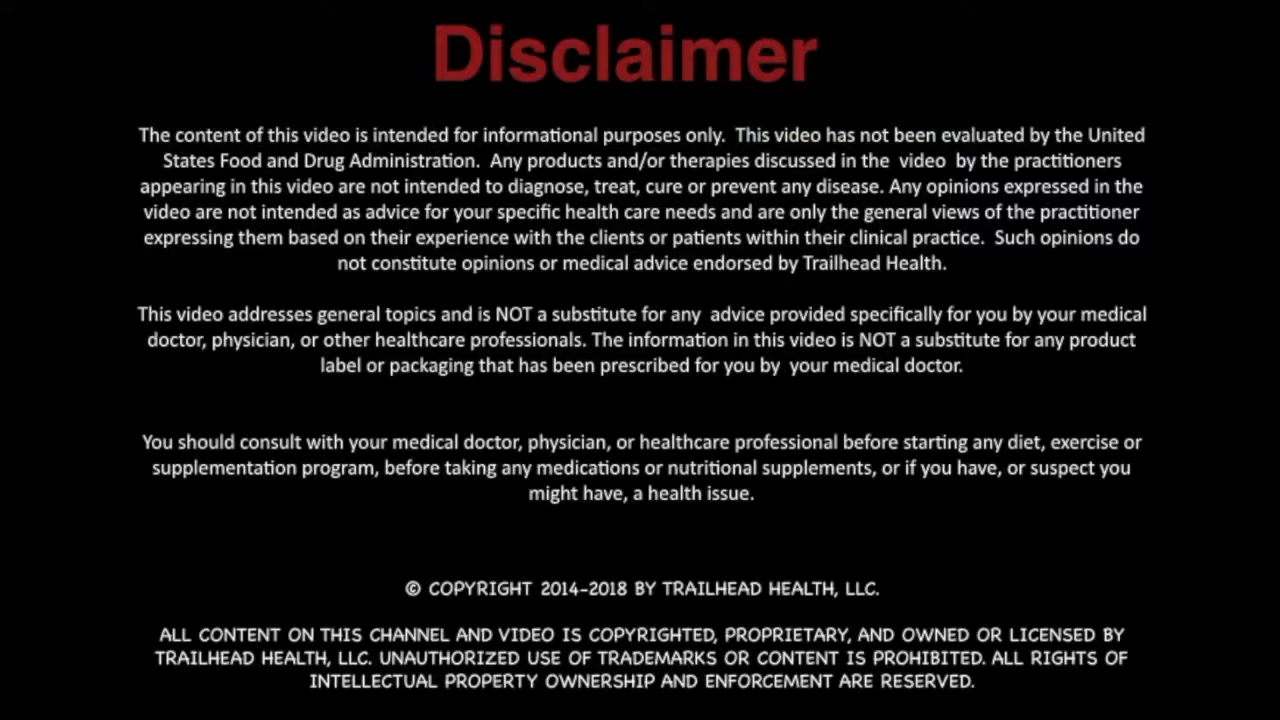 Disclaimer
The content of this video is intended for informational purposes only.  This video has not been evaluated by the United
States Food and Drug Administration.  Any products and/or therapies discussed in the  video  by the practitioners
appearing in this video are not intended to diagnose, treat, cure or prevent any disease. Any opinions expressed in the
video are not intended as advice for your specific health care needs and are only the general views of the practitioner
expressing them based on their experience with the clients or patients within their clinical practice.  Such opinions do
not constitute opinions or medical advice endorsed by Trailhead Health.
This video addresses general topics and is NOT a substitute for any  advice provided specifically for you by your medical
doctor, physician, or other healthcare professionals. The information in this video is NOT a substitute for any product
label or packaging that has been prescribed for you by  your medical doctor.
You should consult with your medical doctor, physician, or healthcare professional before starting any diet, exercise or
supplementation program, before taking any medications or nutritional supplements, or if you have, or suspect you
might have, a health issue.
© COPYRIGHT 2014-2018 BY TRAILHEAD HEALTH, LLC.
ALL CONTENT ON THIS CHANNEL AND VIDEO IS COPYRIGHTED, PROPRIETARY, AND OWNED OR LICENSED BY
TRAILHEAD HEALTH, LLC. UNAUTHORIZED USE OF TRADEMARKS OR CONTENT IS PROHIBITED. ALL RIGHTS OF
INTELLECTUAL PROPERTY OWNERSHIP AND ENFORCEMENT ARE RESERVED.